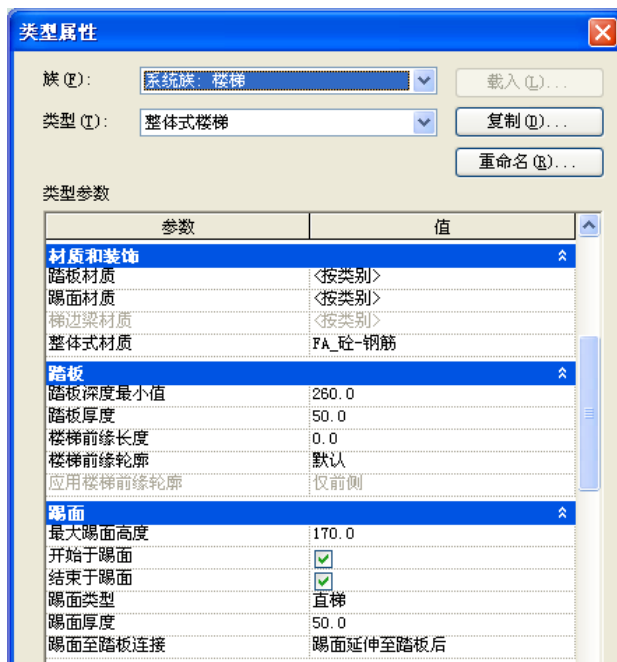 类型属性
族(F): 系统族: 楼梯 载入(L)...
类型(T): 整体式楼梯 复制(D)...
重命名(R)...
类型参数
参数 值
材质和装饰
踏板材质 <按类别>
踢面材质 <按类别>
梯边梁材质 <按类别>
整体式材质 FA_砼-钢筋
踏板
踏板深度最小值 260.0
踏板厚度 50.0
楼梯前缘长度 0.0
楼梯前缘轮廓 默认
应用楼梯前缘轮廓 仅前侧
踢面
最大踢面高度 170.0
开始于踢面
结束于踢面
踢面类型 直梯
踢面厚度 50.0
踢面至踏板连接 踢面延伸至踏板后